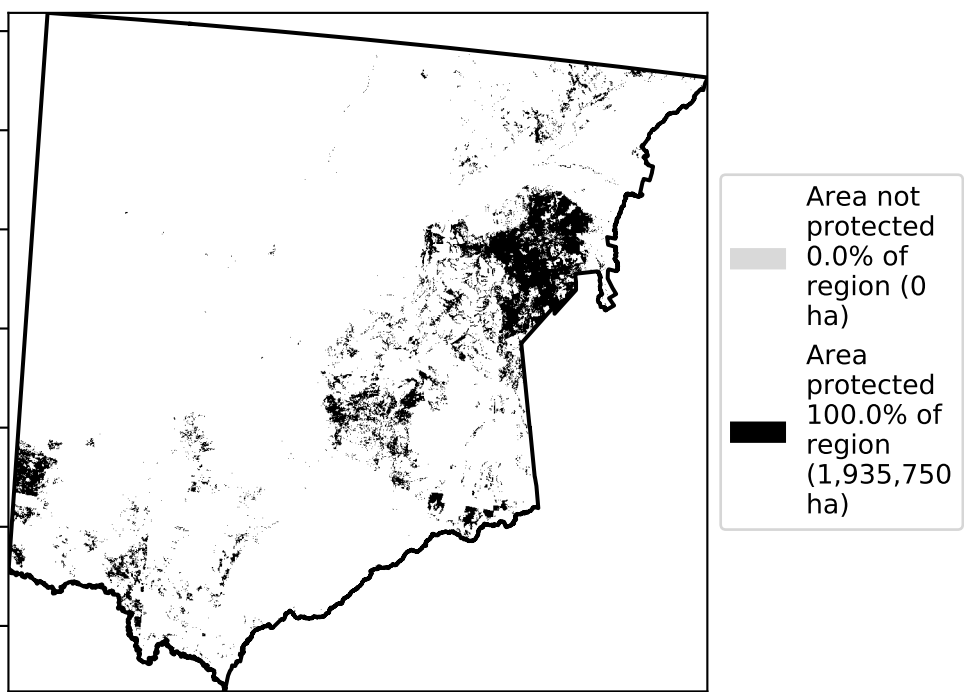 Area not
protected
0.0% of
region (0
ha)
Area
protected
100.0% of
region
(1,935,750
ha)